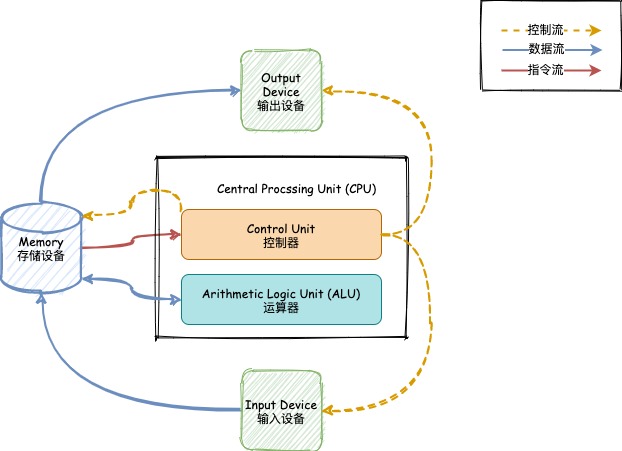 控制流
数据流
指令流
Output
Device
输出设备
Central Procssing Unit (CPU)
Control Unit
控制器
Memory
存储设备
Arithmetic Logic Unit (ALU)
运算器
Input Device
输入设备